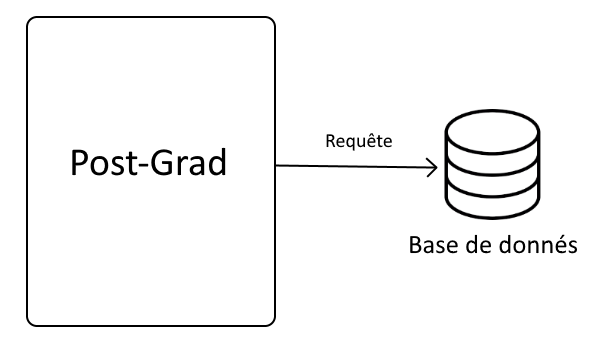 Post-Grad
Requête
Base de donnés